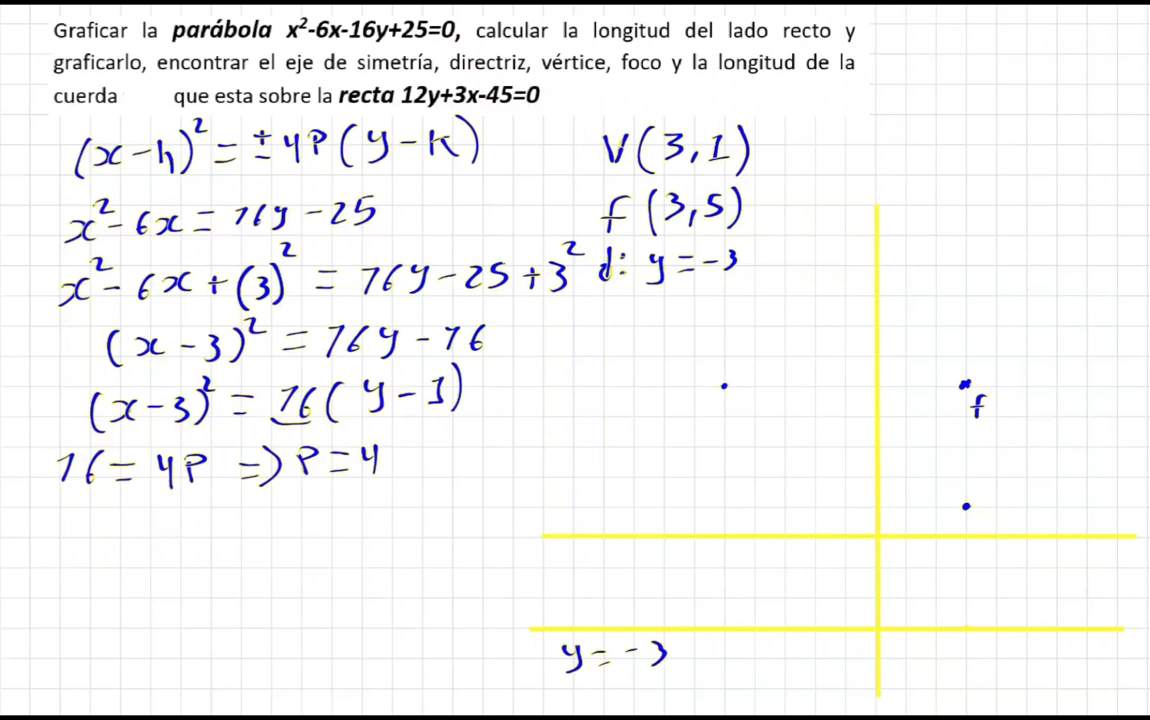 Graficar la parábola x²-6x-16y+25=0, calcular la longitud del lado recto y
graficarlo, encontrar el eje de simetría, directriz, vértice, foco y la longitud de la
cuerda que esta sobre la recta 12y+3x-45=0
(x-h)² = ± 4P(y-k)
x² - 6x = 16y - 25
x² - 6x + (3)² = 16y - 25 + 3²
(x - 3)² = 16y - 16
(x-3)² = 16(y-1)
16 = 4P => P = 4
V(3,1)
f(3,5)
d: y = -3
f
y = -3